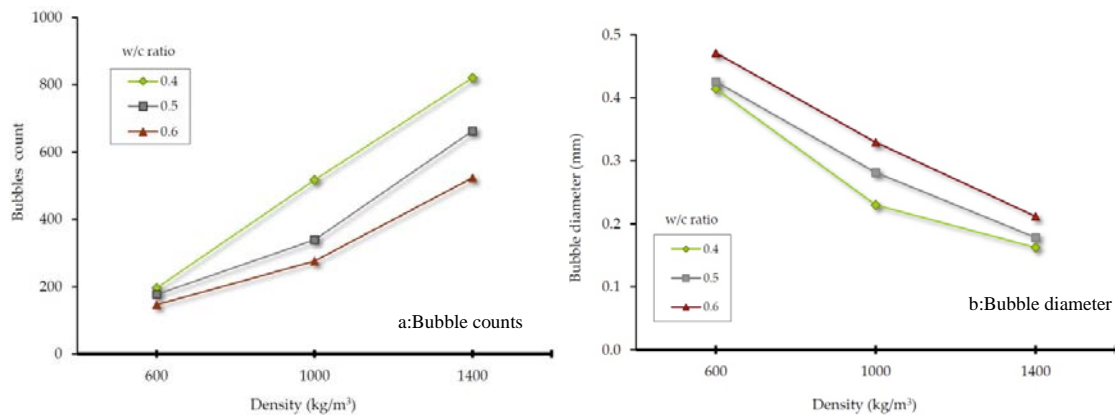 1000
800
600
400
200
0
Bubbles count
w/c ratio
0.4
0.5
0.6
a:Bubble counts
600 1000 1400
Density (kg/m³)
0.5
0.4
0.3
0.2
0.1
0.0
Bubble diameter (mm)
w/c ratio
0.4
0.5
0.6
b:Bubble diameter
600 1000 1400
Density (kg/m³)